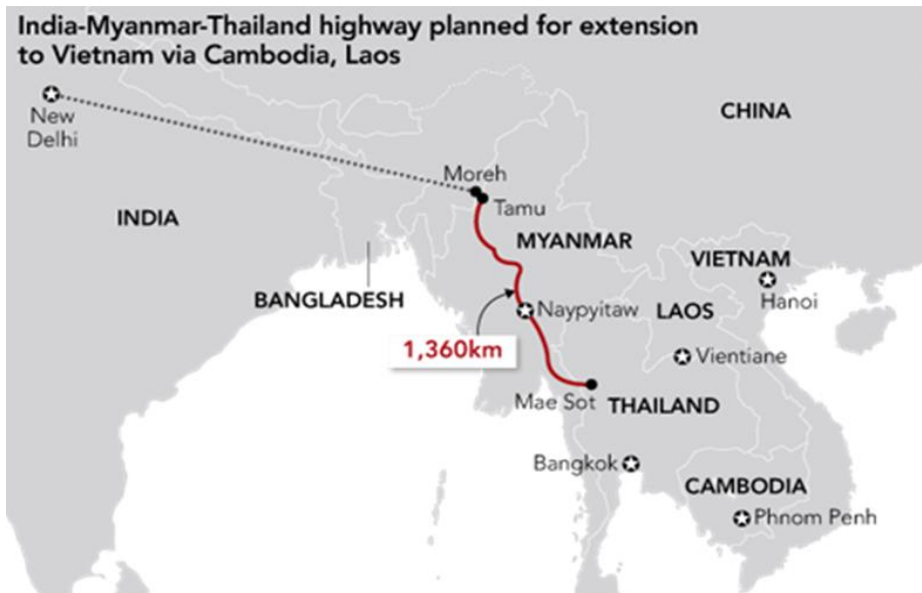 India-Myanmar-Thailand highway planned for extension
to Vietnam via Cambodia, Laos
New
Delhi
CHINA
Moreh
Tamu
INDIA
MYANMAR
VIETNAM
BANGLADESH
Hanoi
Naypyitaw
LAOS
1,360km
Vientiane
Mae Sot
THAILAND
Bangkok
CAMBODIA
Phnom Penh